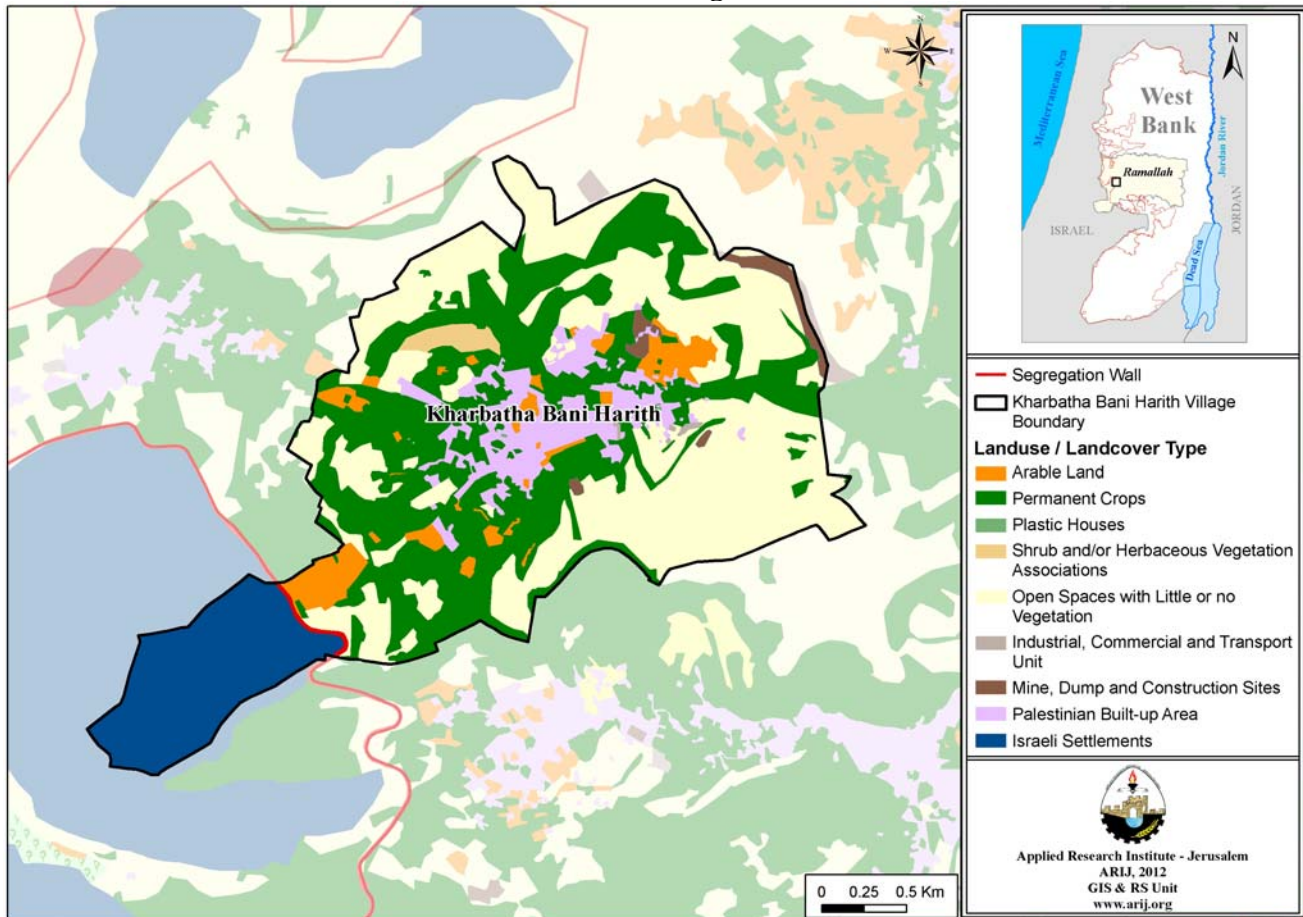 Kharbatha Bani Harith
N
W
E
S
0 0.25 0.5 Km
N
Mediterranean Sea
West
Bank
Ramallah
Jordan River
ISRAEL
JORDAN
Dead Sea
Segregation Wall
Kharbatha Bani Harith Village
Boundary
Landuse / Landcover Type
Arable Land
Permanent Crops
Plastic Houses
Shrub and/or Herbaceous Vegetation
Associations
Open Spaces with Little or no
Vegetation
Industrial, Commercial and Transport
Unit
Mine, Dump and Construction Sites
Palestinian Built-up Area
Israeli Settlements
Applied Research Institute - Jerusalem
ARIJ, 2012
GIS & RS Unit
www.arij.org